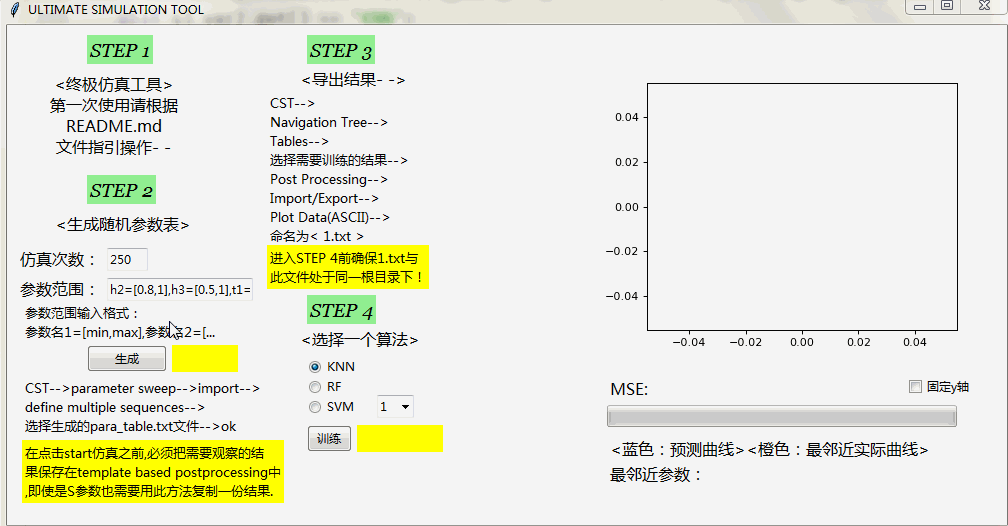 ULTIMATE SIMULATION TOOL
STEP 1
<终极仿真工具>
第一次使用请根据
README.md
文件指引操作- -
STEP 2
<生成随机参数表>
仿真次数： 250
参数范围： h2=[0.8,1],h3=[0.5,1],t1=
参数范围输入格式：
参数名1=[min,max],参数名2=[...
生成
CST-->parameter sweep-->import-->
define multiple sequences-->
选择生成的para_table.txt文件-->ok
在点击start仿真之前,必须把需要观察的结
果保存在template based postprocessing中
,即使是S参数也需要用此方法复制一份结果.
STEP 3
<导出结果- ->
CST-->
Navigation Tree-->
Tables-->
选择需要训练的结果-->
Post Processing-->
Import/Export-->
Plot Data(ASCII)-->
命名为< 1.txt >
进入STEP 4前确保1.txt与
此文件处于同一根目录下！
STEP 4
<选择一个算法>
KNN
RF
SVM 1
训练
0.04
0.02
0.00
−0.02
−0.04
−0.04 −0.02 0.00 0.02 0.04
MSE: 固定y轴
<蓝色：预测曲线><橙色：最邻近实际曲线>
最邻近参数：